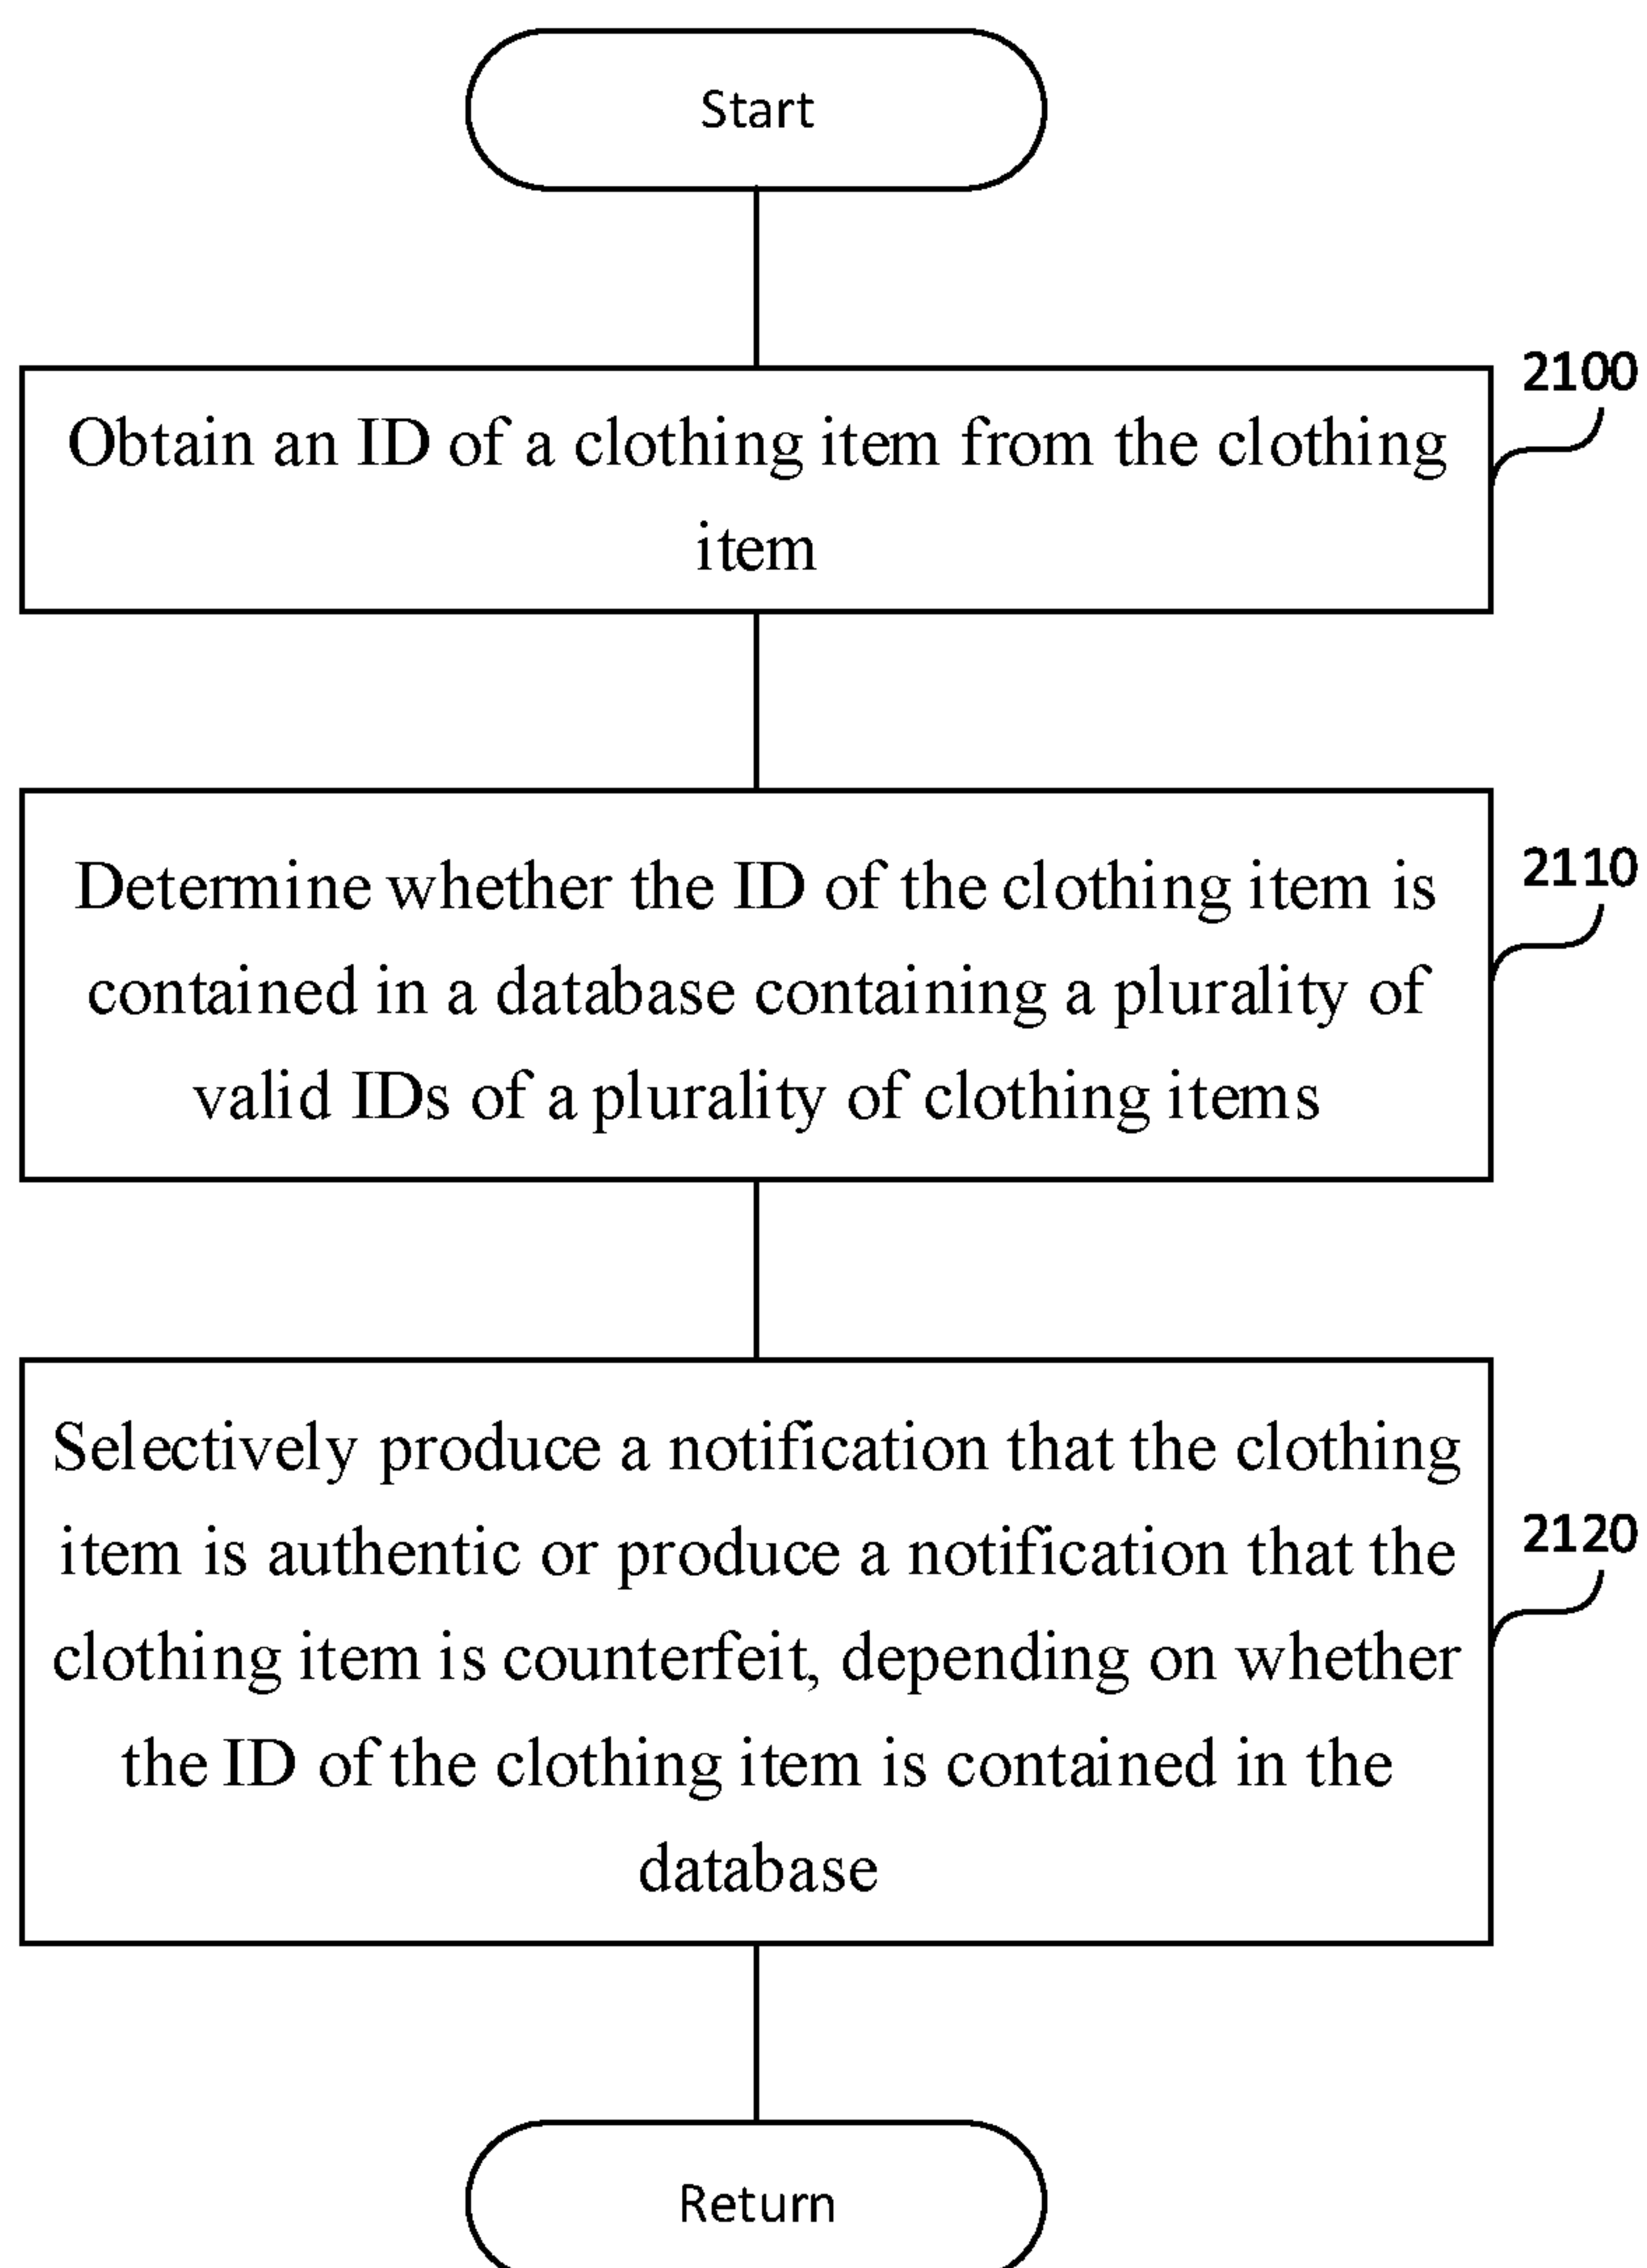 Start
2100
Obtain an ID of a clothing item from the clothing
item
2110
Determine whether the ID of the clothing item is
contained in a database containing a plurality of
valid IDs of a plurality of clothing items
Selectively produce a notification that the clothing
2120
item is authentic or produce a notification that the
clothing item is counterfeit, depending on whether
the ID of the clothing item is contained in the
database
Return